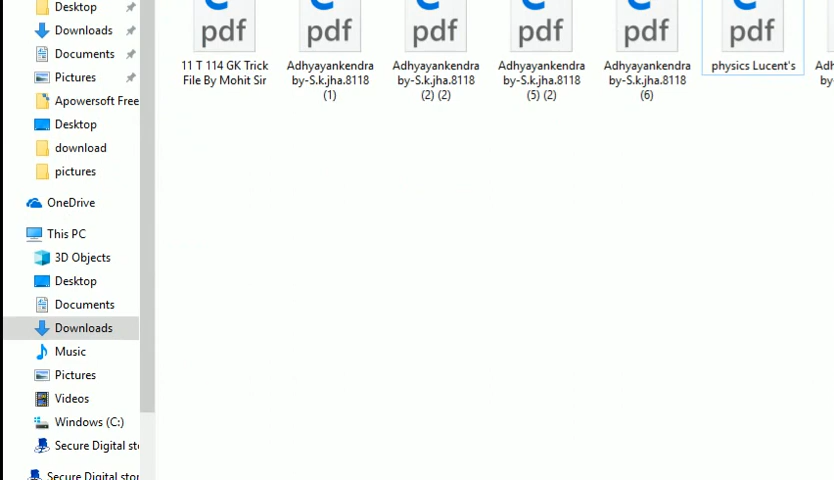 Desktop
Downloads
Documents
Pictures
Apowersoft Free
Desktop
download
pictures
OneDrive
This PC
3D Objects
Desktop
Documents
Downloads
Music
Pictures
Videos
Windows (C:)
Secure Digital sto
Secure Digital stor
pdf
11 T 114 GK Trick
File By Mohit Sir
pdf
Adhyayankendra
by-S.k.jha.8118
(1)
pdf
Adhyayankendra
by-S.k.jha.8118
(2) (2)
pdf
Adhyayankendra
by-S.k.jha.8118
(5) (2)
pdf
Adhyayankendra
by-S.k.jha.8118
(6)
pdf
physics Lucent's
Adh
by-